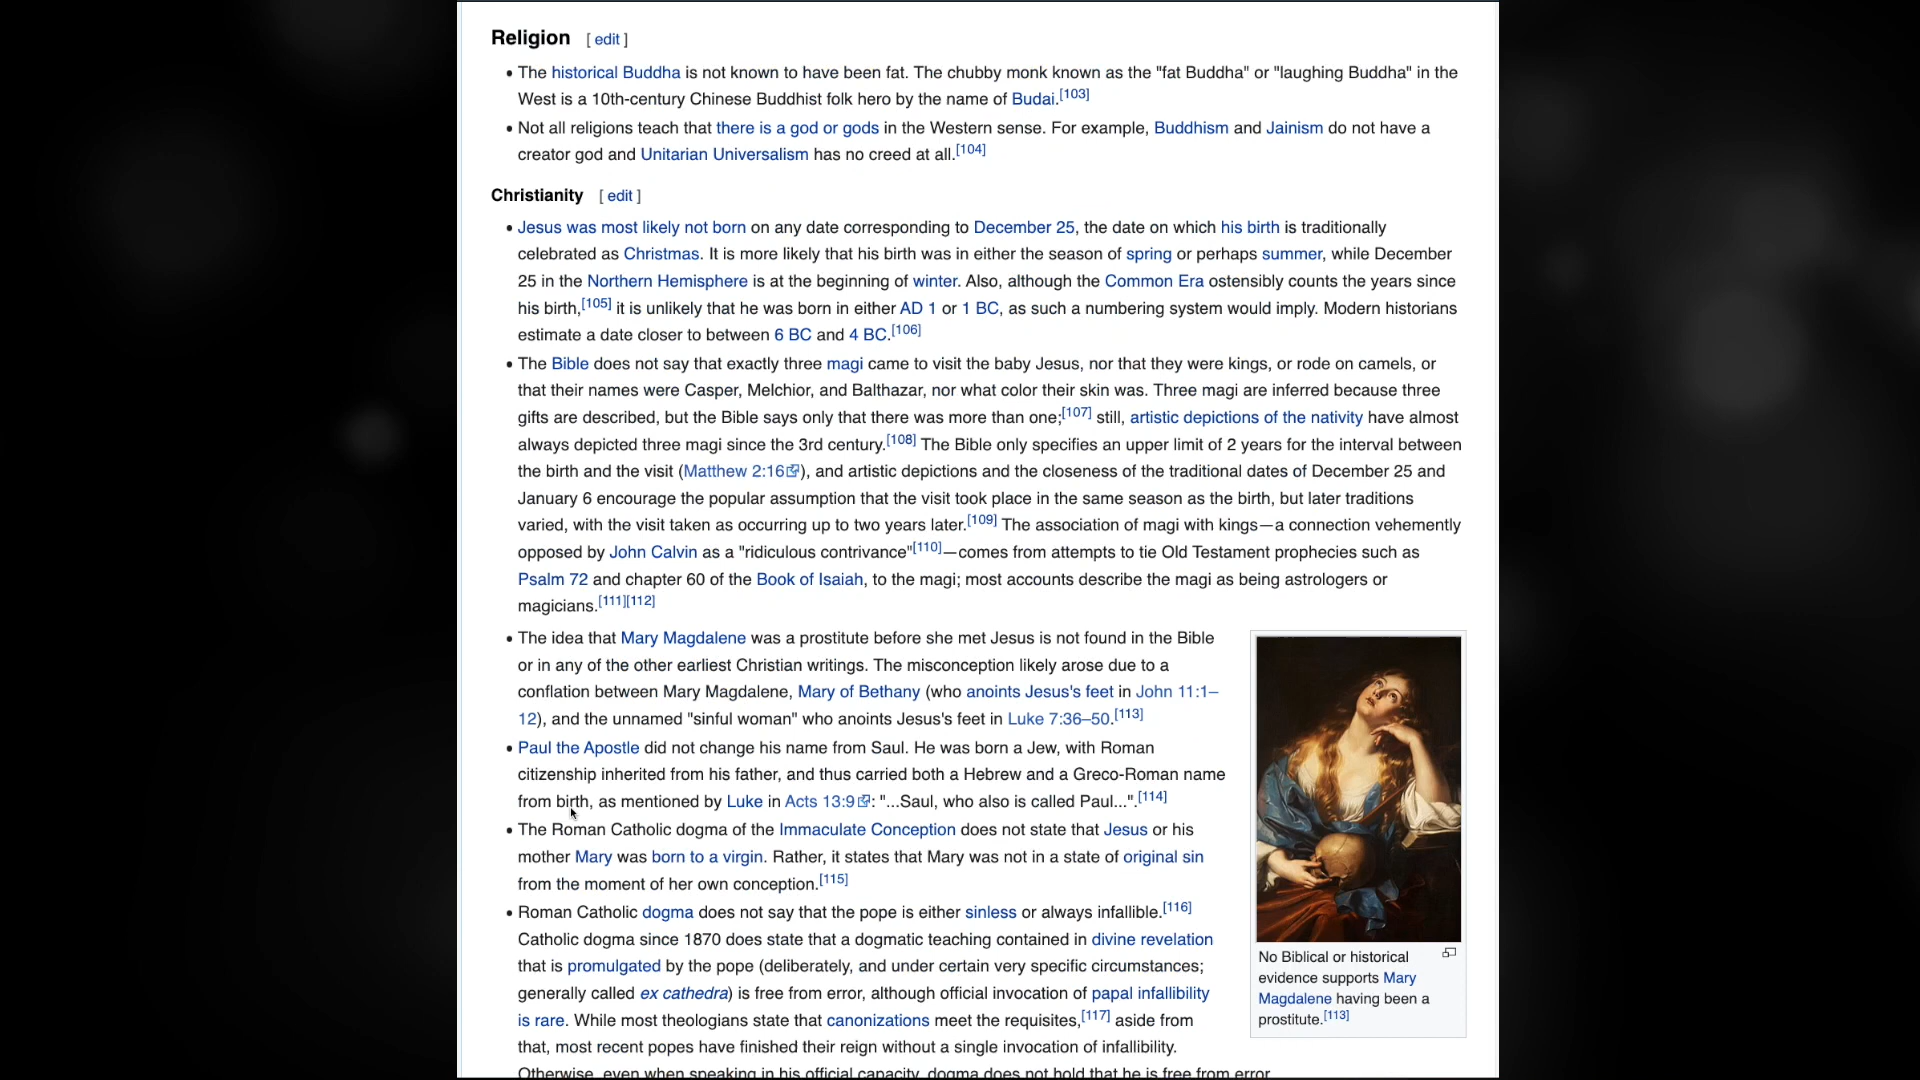 Religion [ edit ]
• The historical Buddha is not known to have been fat. The chubby monk known as the "fat Buddha" or "laughing Buddha" in the
West is a 10th-century Chinese Buddhist folk hero by the name of Budai.[103]
• Not all religions teach that there is a god or gods in the Western sense. For example, Buddhism and Jainism do not have a
creator god and Unitarian Universalism has no creed at all.[104]
Christianity [ edit ]
• Jesus was most likely not born on any date corresponding to December 25, the date on which his birth is traditionally
celebrated as Christmas. It is more likely that his birth was in either the season of spring or perhaps summer, while December
25 in the Northern Hemisphere is at the beginning of winter. Also, although the Common Era ostensibly counts the years since
his birth,[105] it is unlikely that he was born in either AD 1 or 1 BC, as such a numbering system would imply. Modern historians
estimate a date closer to between 6 BC and 4 BC.[106]
• The Bible does not say that exactly three magi came to visit the baby Jesus, nor that they were kings, or rode on camels, or
that their names were Casper, Melchior, and Balthazar, nor what color their skin was. Three magi are inferred because three
gifts are described, but the Bible says only that there was more than one;[107] still, artistic depictions of the nativity have almost
always depicted three magi since the 3rd century.[108] The Bible only specifies an upper limit of 2 years for the interval between
the birth and the visit (Matthew 2:16), and artistic depictions and the closeness of the traditional dates of December 25 and
January 6 encourage the popular assumption that the visit took place in the same season as the birth, but later traditions
varied, with the visit taken as occurring up to two years later.[109] The association of magi with kings—a connection vehemently
opposed by John Calvin as a "ridiculous contrivance"[110]—comes from attempts to tie Old Testament prophecies such as
Psalm 72 and chapter 60 of the Book of Isaiah, to the magi; most accounts describe the magi as being astrologers or
magicians.[111][112]
• The idea that Mary Magdalene was a prostitute before she met Jesus is not found in the Bible
or in any of the other earliest Christian writings. The misconception likely arose due to a
conflation between Mary Magdalene, Mary of Bethany (who anoints Jesus's feet in John 11:1–
12), and the unnamed "sinful woman" who anoints Jesus's feet in Luke 7:36–50.[113]
• Paul the Apostle did not change his name from Saul. He was born a Jew, with Roman
citizenship inherited from his father, and thus carried both a Hebrew and a Greco-Roman name
from birth, as mentioned by Luke in Acts 13:9: "...Saul, who also is called Paul...".[114]
• The Roman Catholic dogma of the Immaculate Conception does not state that Jesus or his
mother Mary was born to a virgin. Rather, it states that Mary was not in a state of original sin
from the moment of her own conception.[115]
• Roman Catholic dogma does not say that the pope is either sinless or always infallible.[116]
Catholic dogma since 1870 does state that a dogmatic teaching contained in divine revelation
that is promulgated by the pope (deliberately, and under certain very specific circumstances;
generally called ex cathedra) is free from error, although official invocation of papal infallibility
is rare. While most theologians state that canonizations meet the requisites,[117] aside from
that, most recent popes have finished their reign without a single invocation of infallibility.
Otherwise, even when speaking in his official capacity, dogma does not hold that he is free from error.
No Biblical or historical
evidence supports Mary
Magdalene having been a
prostitute.[113]